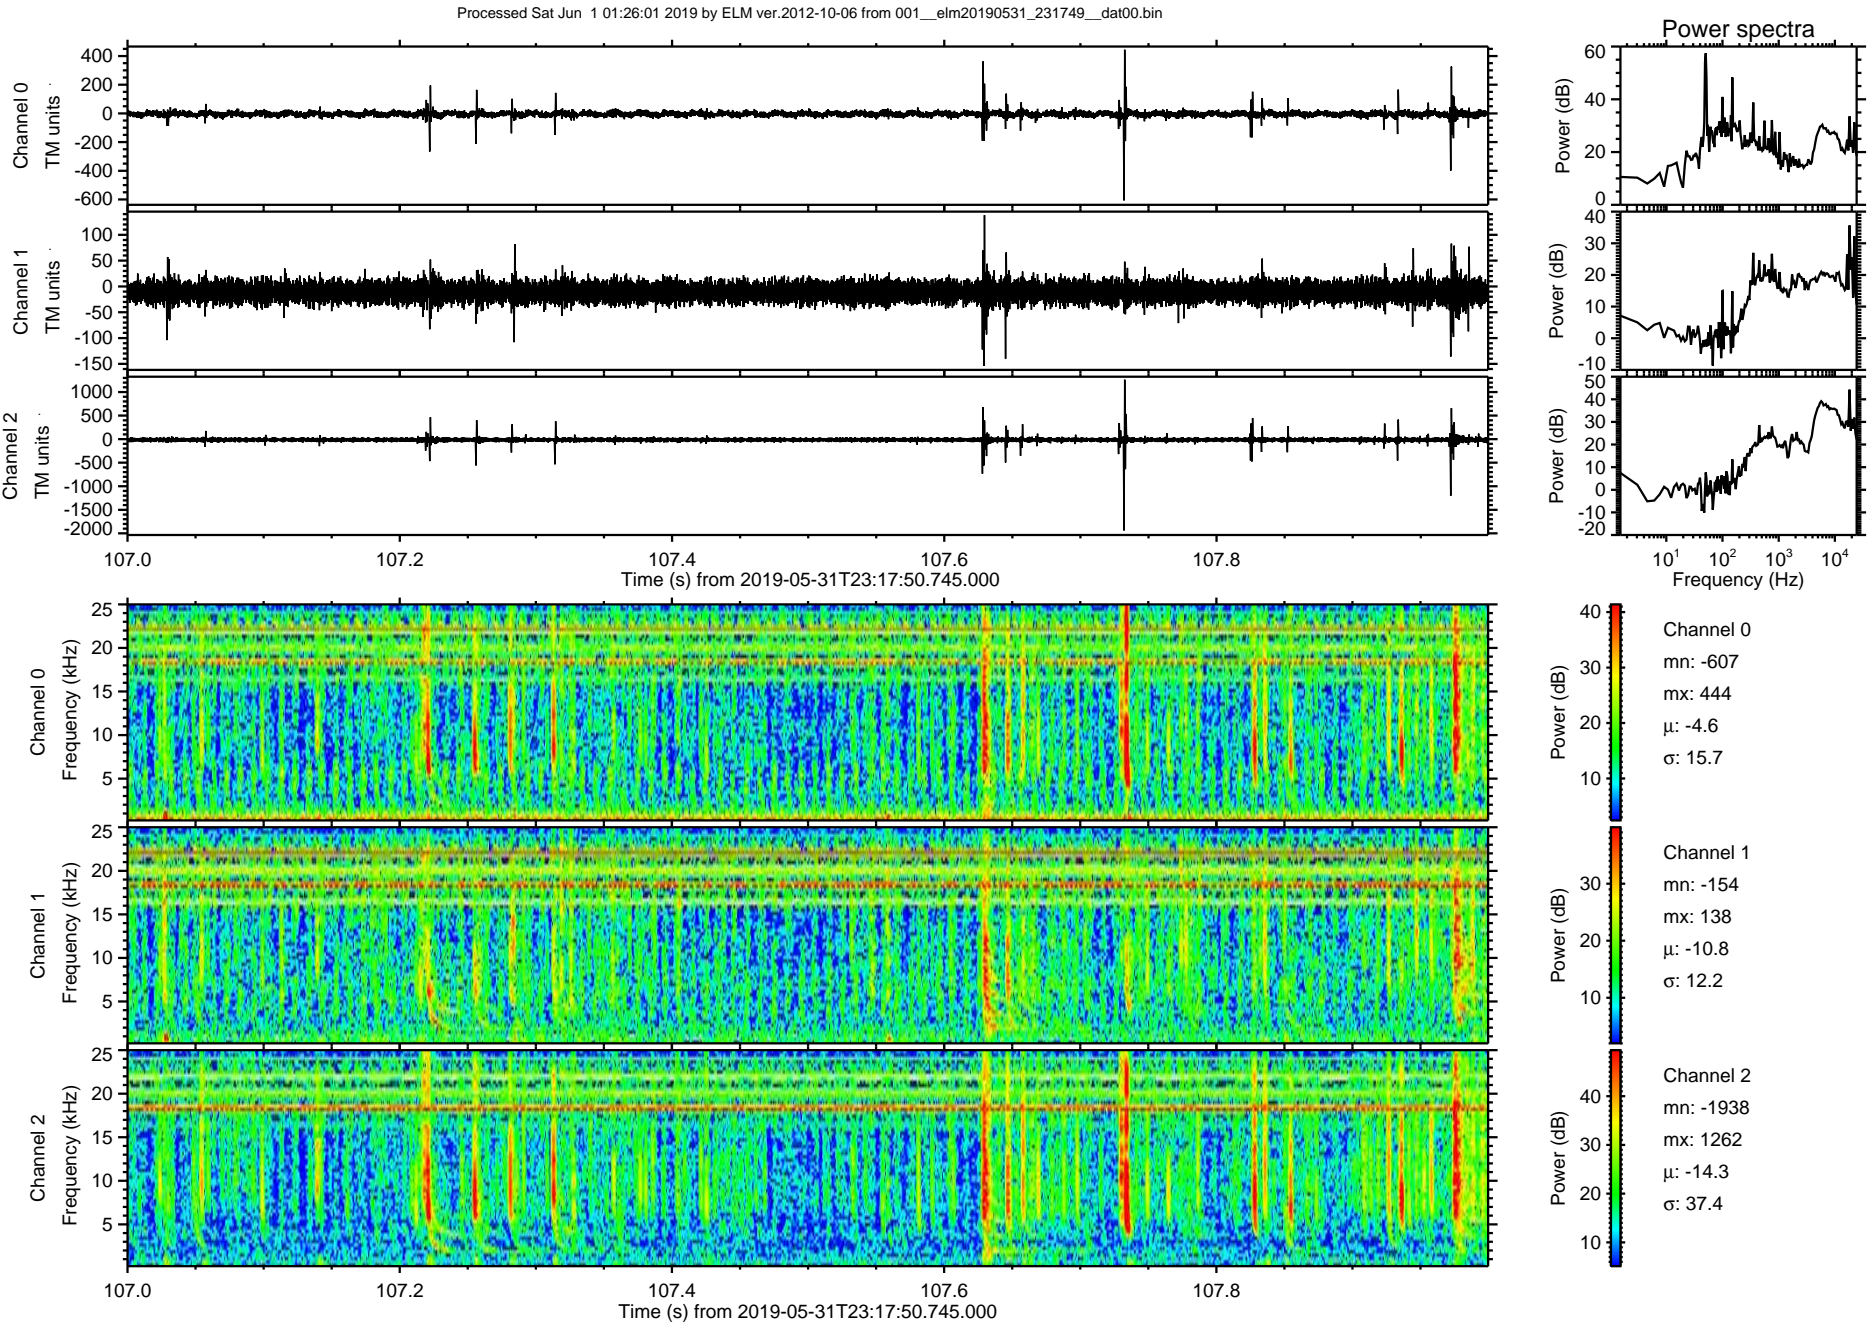 Processed Sat Jun  1 01:26:01 2019 by ELM ver.2012-10-06 from 001__elm20190531_231749__dat00.bin
Power spectra
Channel 0
TM units
400
200
0
-200
-400
-600
Power (dB)
60
40
20
0
Channel 1
TM units
100
50
0
-50
-100
-150
Power (dB)
40
30
20
10
0
-10
Channel 2
TM units
1000
500
0
-500
-1000
-1500
-2000
Power (dB)
50
40
30
20
10
0
-10
-20
107.0 107.2 107.4 107.6 107.8
Time (s) from 2019-05-31T23:17:50.745.000
10^1 10^2 10^3 10^4
Frequency (Hz)
Channel 0
Frequency (kHz)
25
20
15
10
5
Power (dB)
40
30
20
10
Channel 0
mn: -607
mx: 444
μ: -4.6
σ: 15.7
Channel 1
Frequency (kHz)
25
20
15
10
5
Power (dB)
30
20
10
Channel 1
mn: -154
mx: 138
μ: -10.8
σ: 12.2
Channel 2
Frequency (kHz)
25
20
15
10
5
Power (dB)
40
30
20
10
Channel 2
mn: -1938
mx: 1262
μ: -14.3
σ: 37.4
107.0 107.2 107.4 107.6 107.8
Time (s) from 2019-05-31T23:17:50.745.000